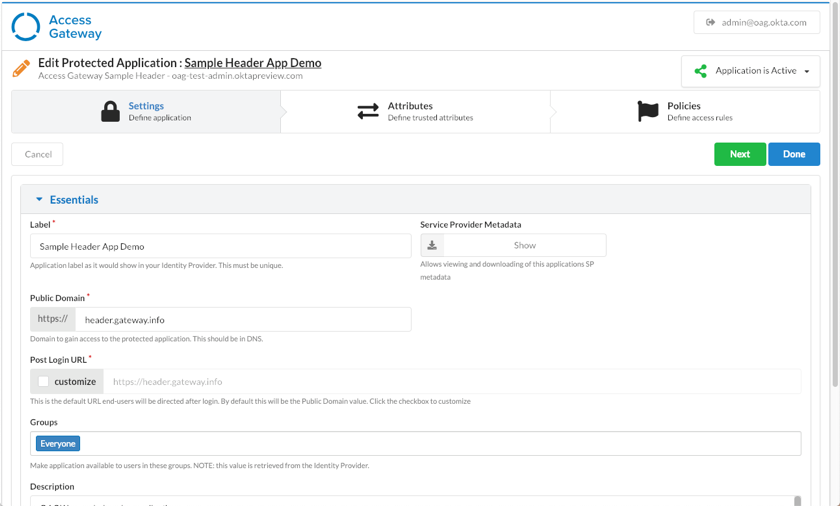 Access
Gateway
admin@oag.okta.com
Edit Protected Application : Sample Header App Demo
Access Gateway Sample Header - oag-test-admin.oktapreview.com
Application is Active
Settings
Define application
Attributes
Define trusted attributes
Policies
Define access rules
Cancel
Next
Done
Essentials
Label *
Sample Header App Demo
Application label as it would show in your Identity Provider. This must be unique.
Service Provider Metadata
Show
Allows viewing and downloading of this applications SP
metadata
Public Domain *
https:// header.gateway.info
Domain to gain access to the protected application. This should be in DNS.
Post Login URL *
customize https://header.gateway.info
This is the default URL end-users will be directed after login. By default this will be the Public Domain value. Click the checkbox to customize
Groups
Everyone
Make application available to users in these groups. NOTE: this value is retrieved from the Identity Provider.
Description